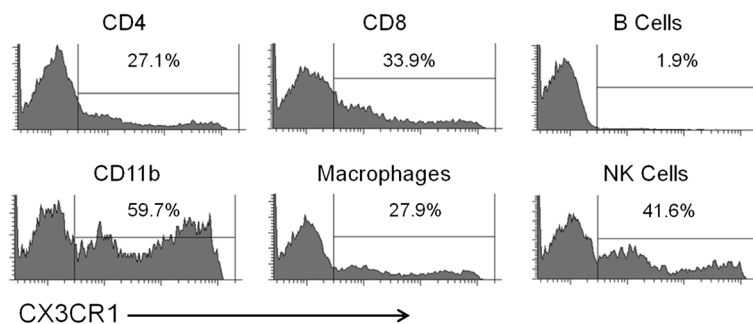 CD4 CD8 B Cells
27.1% 33.9% 1.9%
CD11b Macrophages NK Cells
59.7% 27.9% 41.6%
CX3CR1